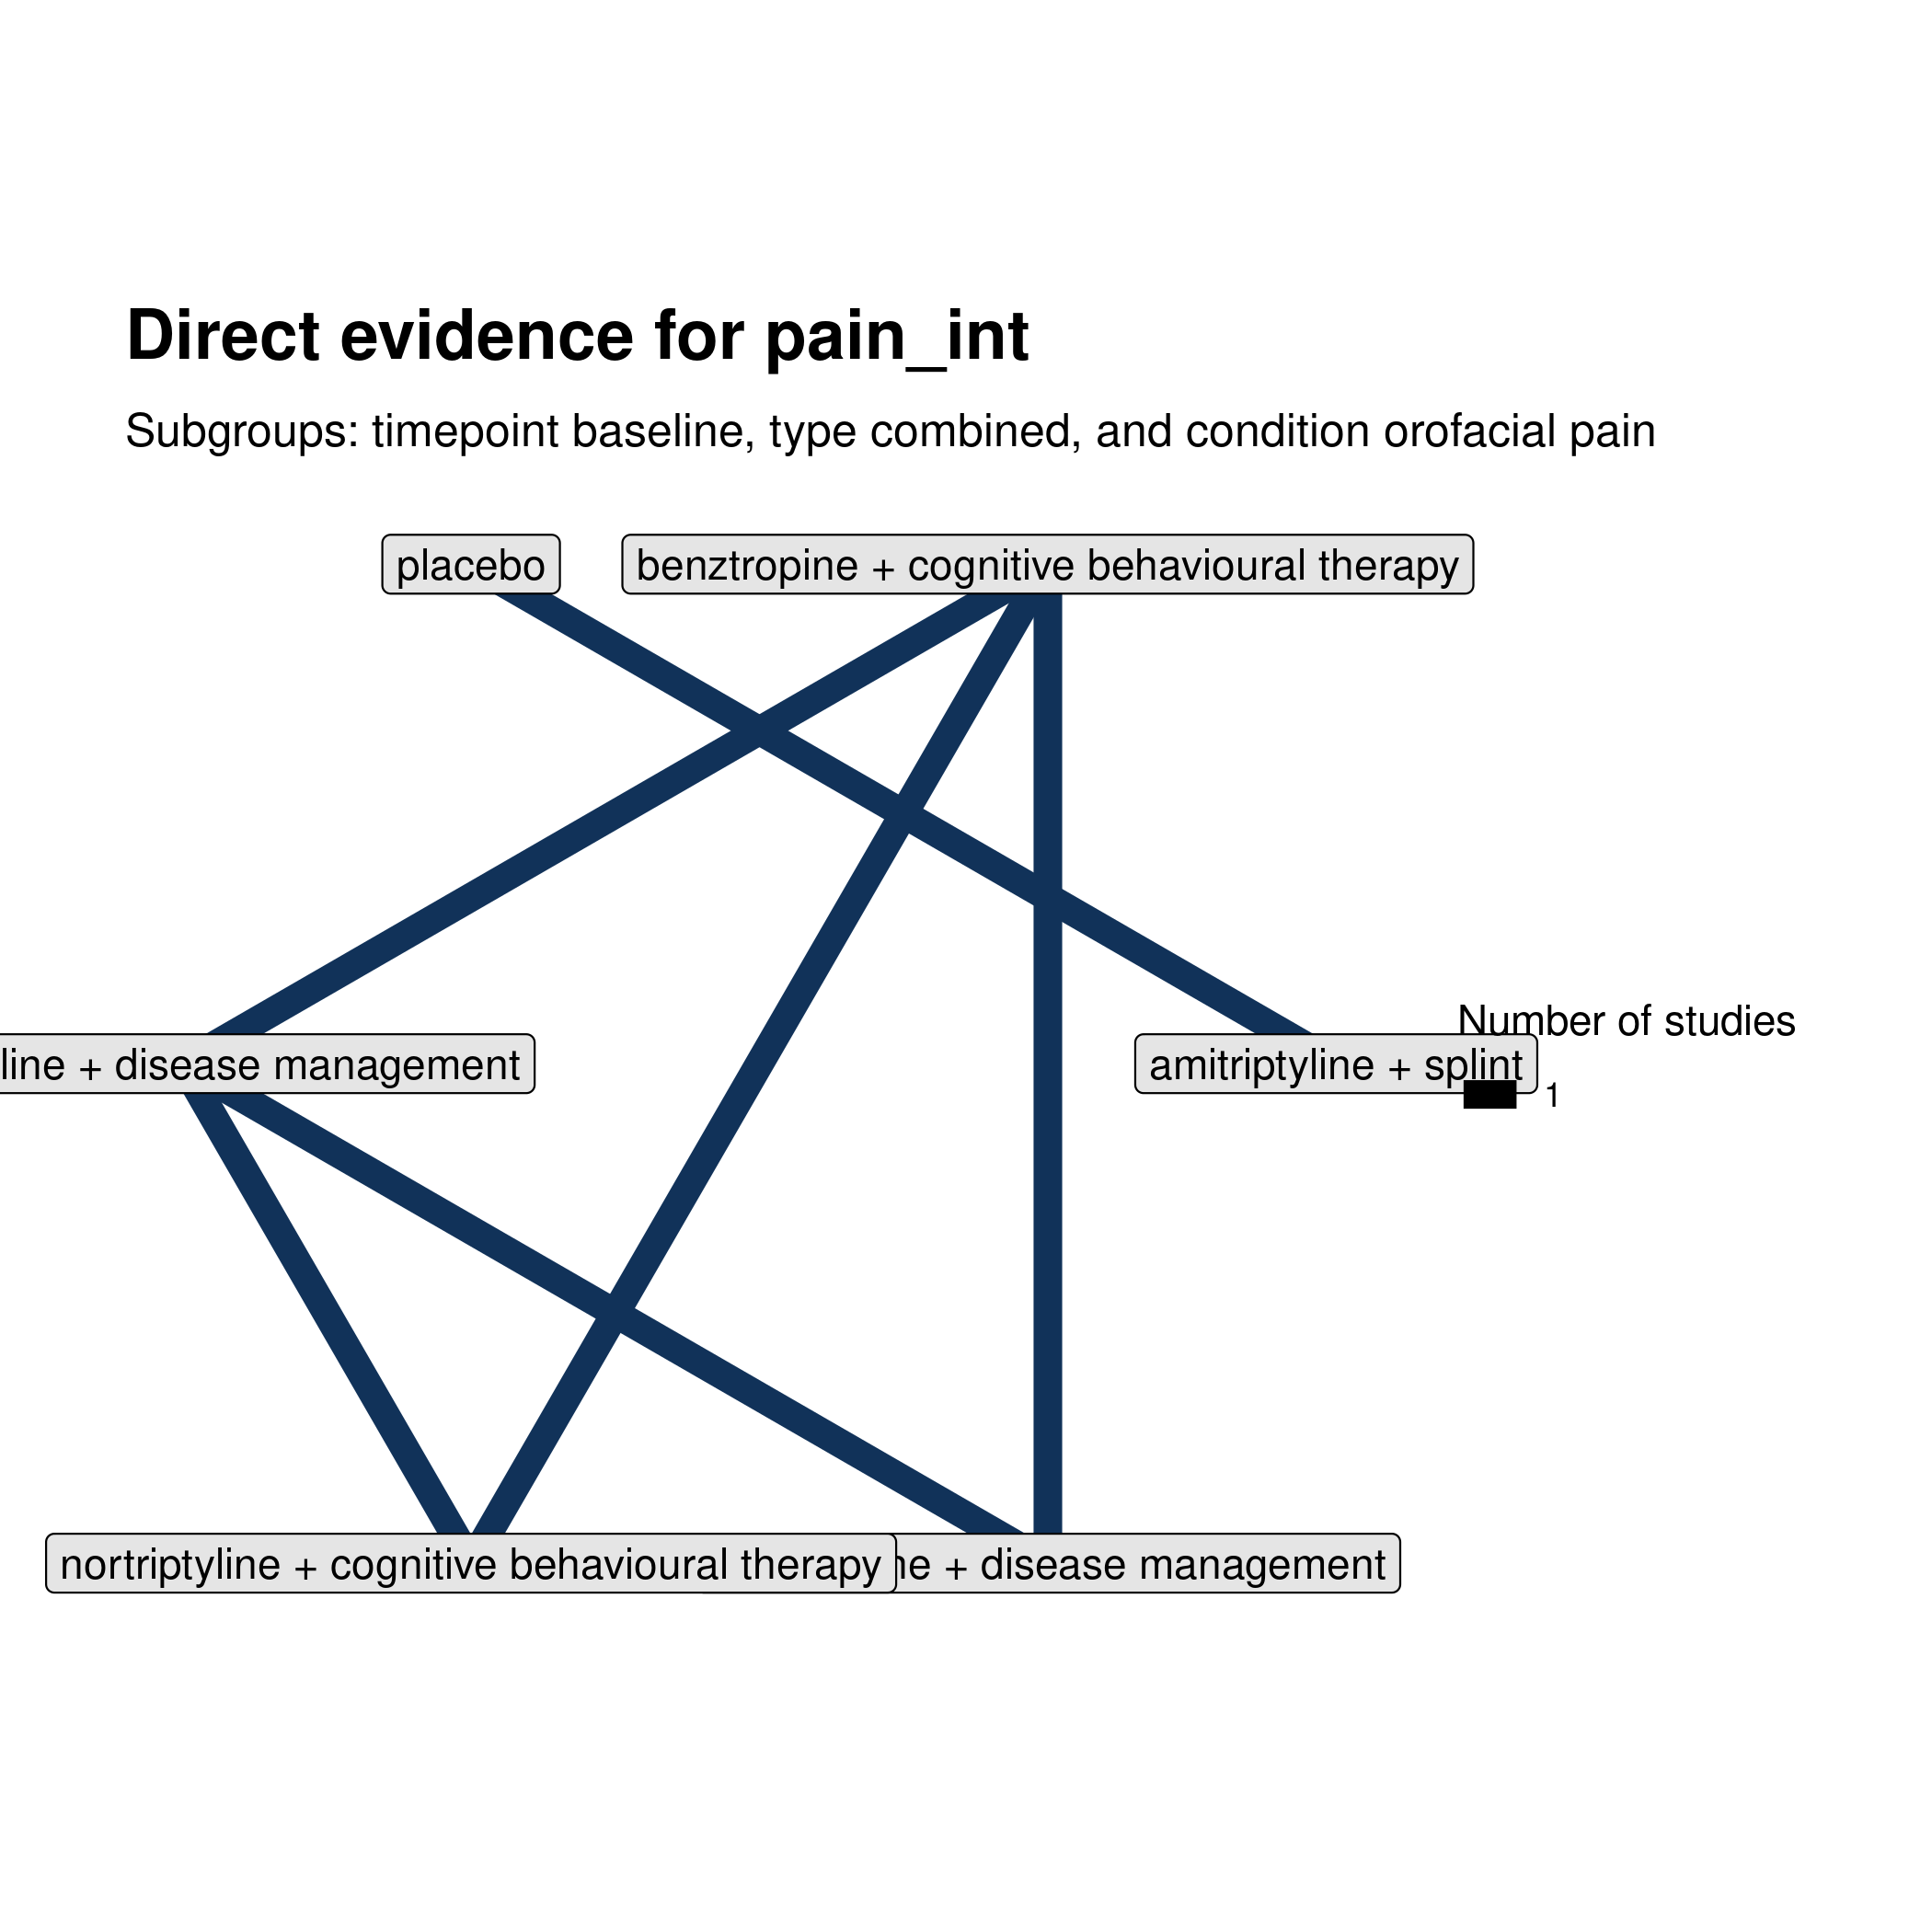 Direct evidence for pain_int
Subgroups: timepoint baseline, type combined, and condition orofacial pain
placebo
benztropine + cognitive behavioural therapy
Number of studies
line + disease management
amitriptyline + splint
1
nortriptyline + cognitive behavioural therapy
ne + disease management